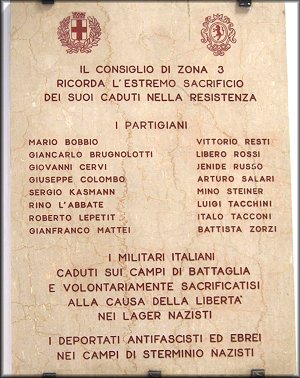 IL CONSIGLIO DI ZONA 3
RICORDA L'ESTREMO SACRIFICIO
DEI SUOI CADUTI NELLA RESISTENZA
I PARTIGIANI
MARIO BOBBIO
GIANCARLO BRUGNOLOTTI
GIOVANNI CERVI
GIUSEPPE COLOMBO
SERGIO KASMANN
RINO L'ABBATE
ROBERTO LEPETIT
GIANFRANCO MATTEI
VITTORIO RESTI
LIBERO ROSSI
JENIDE RUSSO
ARTURO SALARI
MINO STEINER
LUIGI TACCHINI
ITALO TACCONI
BATTISTA ZORZI
I MILITARI ITALIANI
CADUTI SUI CAMPI DI BATTAGLIA
E VOLONTARIAMENTE SACRIFICATISI
ALLA CAUSA DELLA LIBERTA'
NEI LAGER NAZISTI
I DEPORTATI ANTIFASCISTI ED EBREI
NEI CAMPI DI STERMINIO NAZISTI